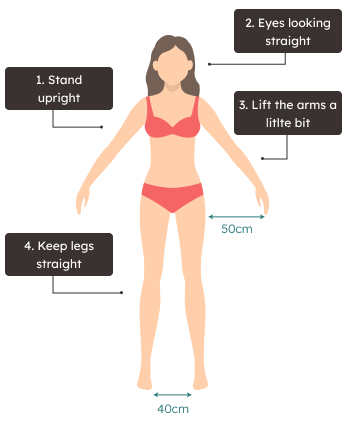 2. Eyes looking
straight
1. Stand
upright
3. Lift the arms a
litlte bit
50cm
4. Keep legs
straight
40cm